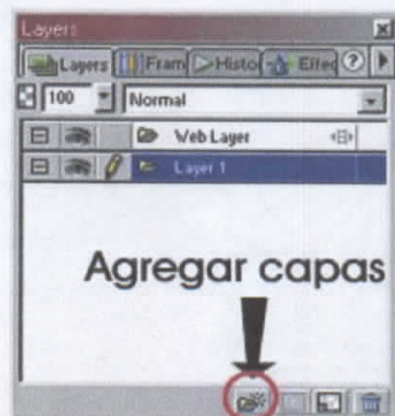 Layers
Layers Fram Histo Effec ?
100 Normal
Web Layer
Layer 1
Agregar capas